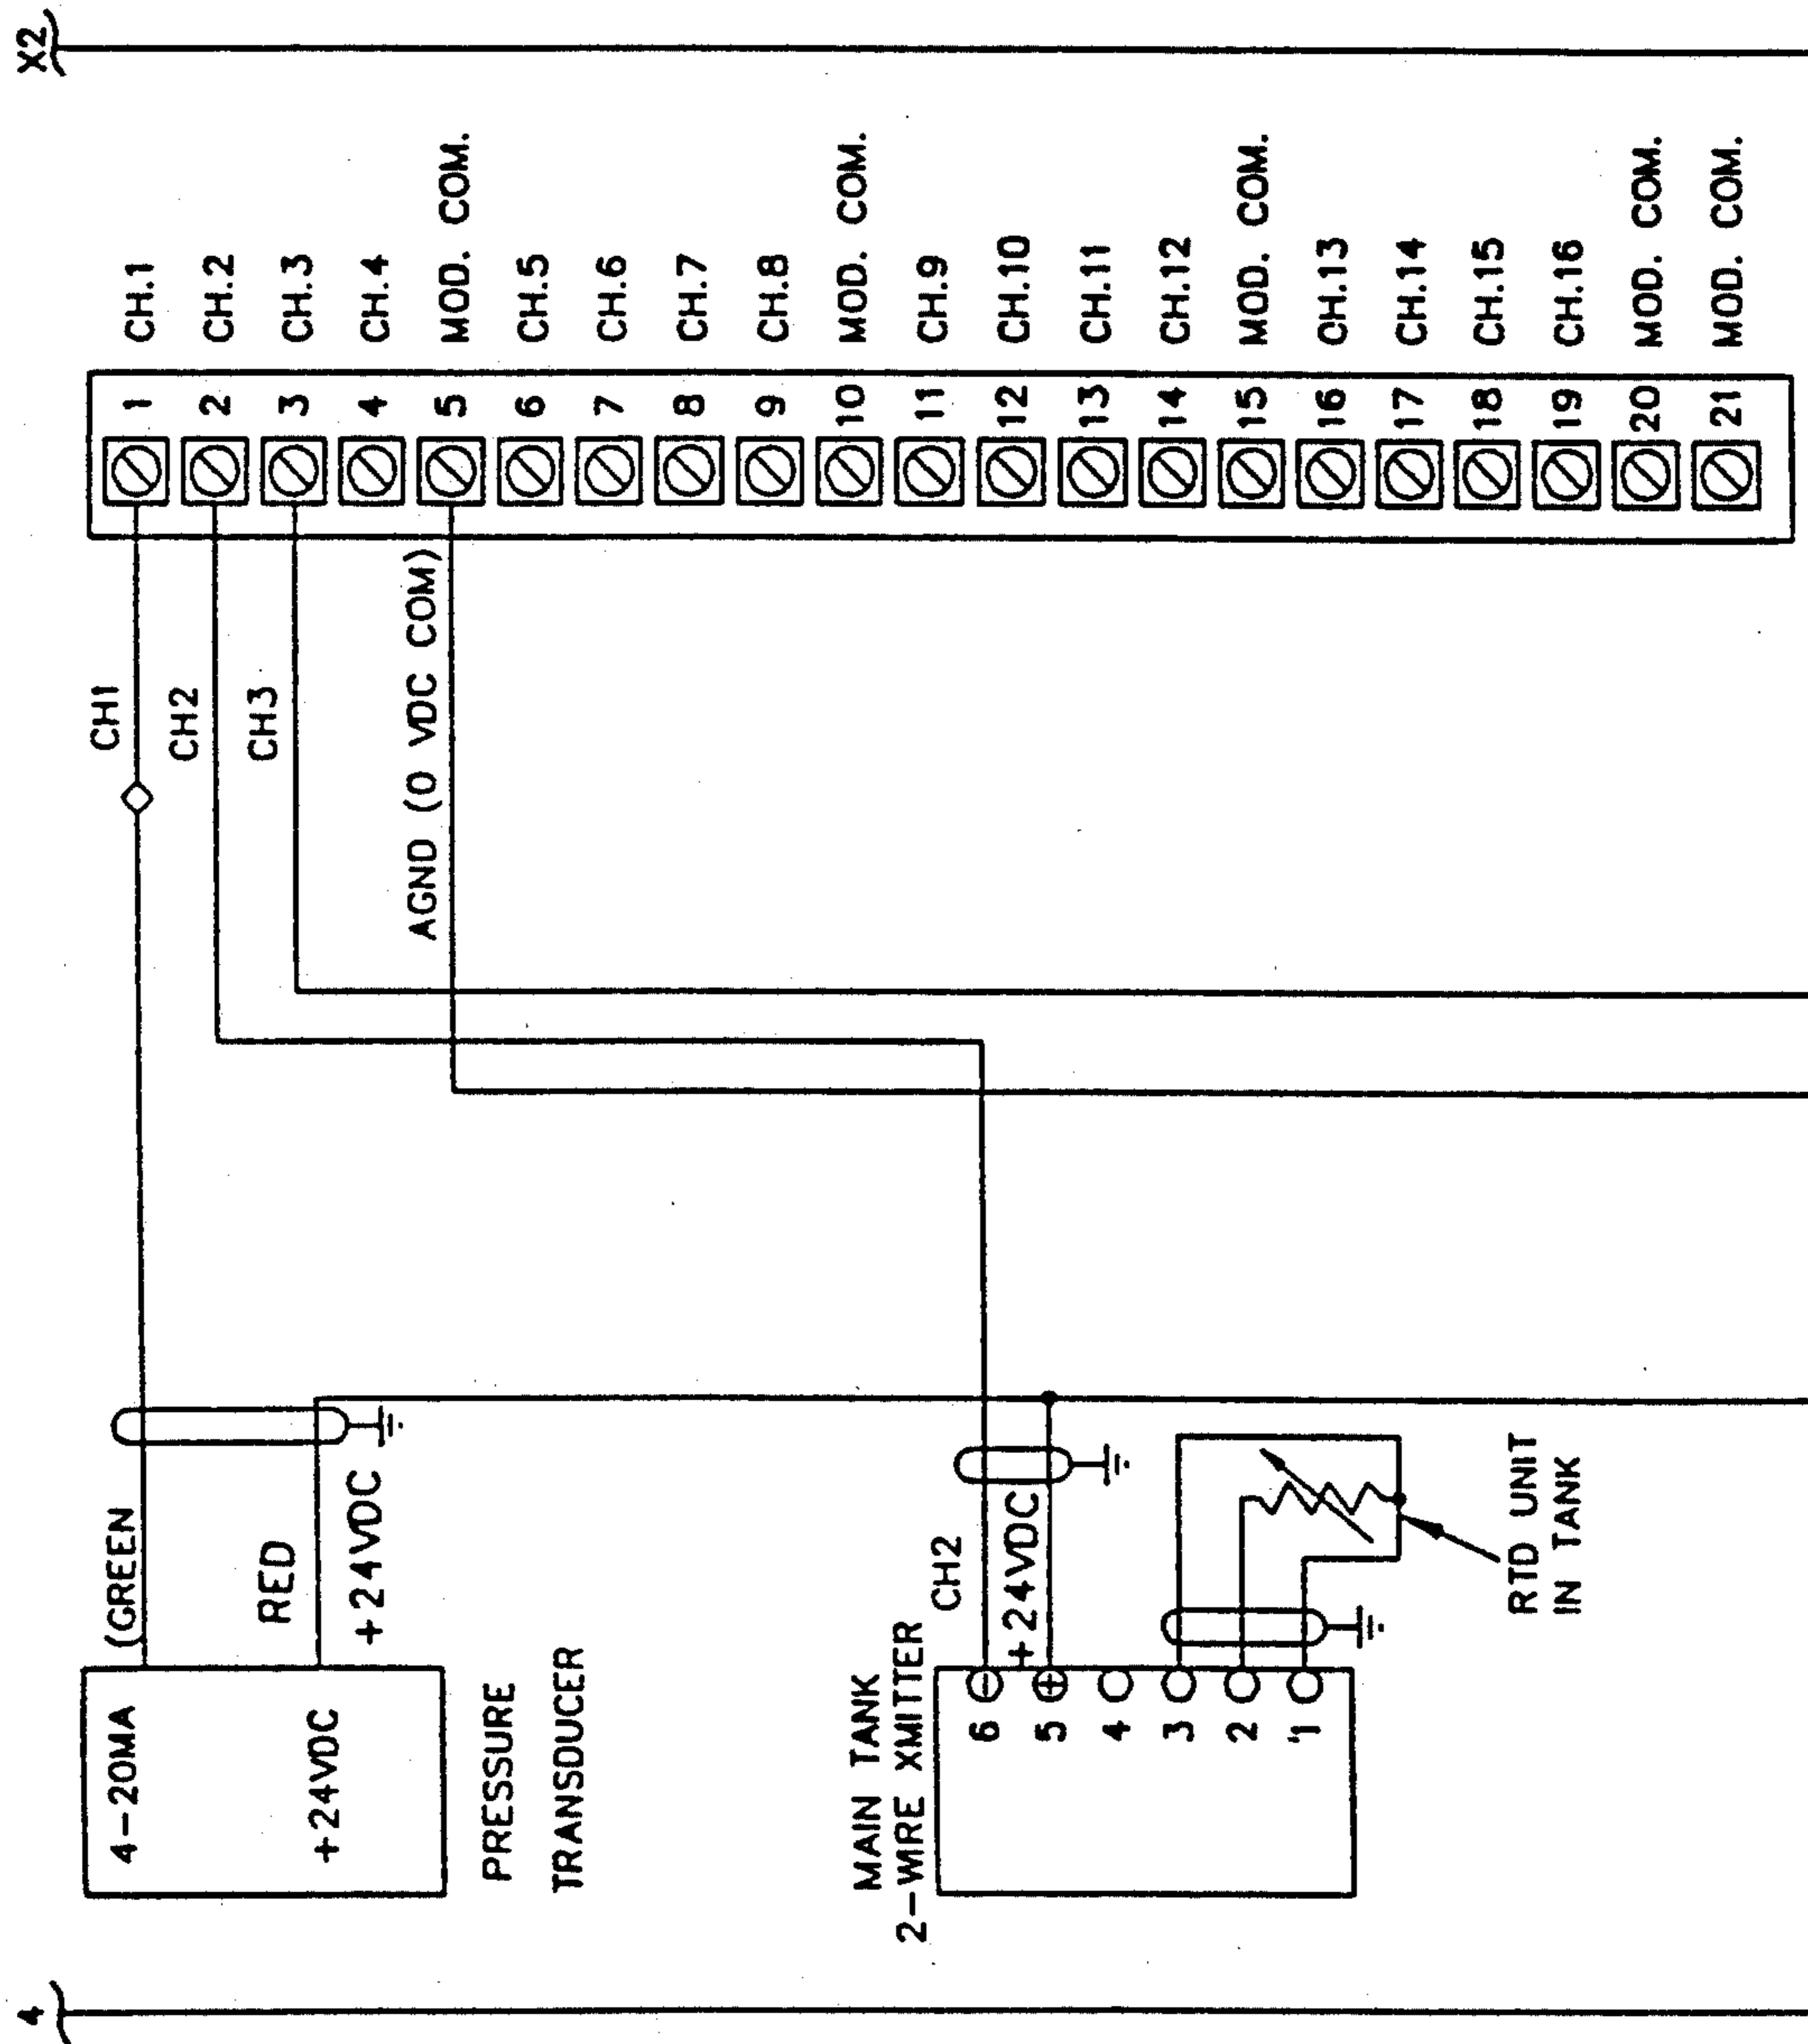 X2
CH.1
CH.2
CH.3
CH.4
MOD. COM.
CH.5
CH.6
CH.7
CH.8
MOD. COM.
CH.9
CH.10
CH.11
CH.12
MOD. COM.
CH.13
CH.14
CH.15
CH.16
MOD. COM.
MOD. COM.
1
2
3
4
5
6
7
8
9
10
11
12
13
14
15
16
17
18
19
20
21
CH1
CH2
CH3
AGND (0 VDC COM)
(GREEN
RED
+24VDC
4-20MA
+24VDC
PRESSURE
TRANSDUCER
CH2
+24VDC
MAIN TANK
2-WIRE XMITTER
6
5
4
3
2
1
RTD UNIT
IN TANK
4